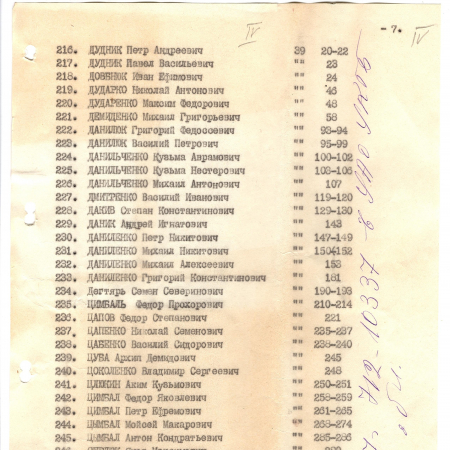 -7. IV
IV
216. ДУДНИК Петр Андреевич 39 20-22
217. ДУДНИК Павел Васильевич "" 23
218. ДОВБНЮК Иван Ефимович "" 24
219. ДУДАРКО Николай Антонович "" 46
220. ДУДАРЕНКО Максим Федорович "" 48
221. ДЕМИДЕНКО Михаил Григорьевич "" 58
222. ДАНИЛЮК Григорий Федосеевич "" 93-94
223. ДАНИЛЮК Василий Петрович "" 95-99
224. ДАНИЛЬЧЕНКО Кузьма Аврамович "" 100-102
225. ДАНИЛЬЧЕНКО Кузьма Несторович "" 103-106
226. ДАНИЛЬЧЕНКО Михаил Антонович "" 107
227. ДМИТРЕНКО Василий Иванович "" 119-120
228. ДАНИВ Степан Константинович "" 129-130
229. ДАНИК Андрей Игнатович "" 143
230. ДАНИЛЕНКО Петр Никитович "" 147-149
231. ДАНИЛЕНКО Михаил Никитович "" 150-152
232. ДАНИЛЕНКО Михаил Алексеевич "" 153
233. ДАНИЛЕНКО Григорий Константинович "" 161
234. Дегтярь Семен Северинович "" 190-193
235. ЦИМБАЛЬ Федор Прохорович "" 210-214
236. ЦАПОВ Федор Степанович "" 221
237. ЦАПЕНКО Николай Семенович "" 235-237
238. ЦАБЕНКО Василий Сидорович "" 238-240
239. ЦУБА Архип Демидович "" 245
240. ЦОКОЛЕНКО Владимир Сергеевич "" 248
241. Аким Кузьмович "" 250-251
242. ЦИМБАЛ Федор Яковлевич "" 258-259
243. ЦИМБАЛ Петр Ефремович "" 261-265
244. ЦЫМБАЛ Мойсей Макарович "" 268-274
245. ЦЫМБАЛ Антон Кондратьевич "" 285-286
246.